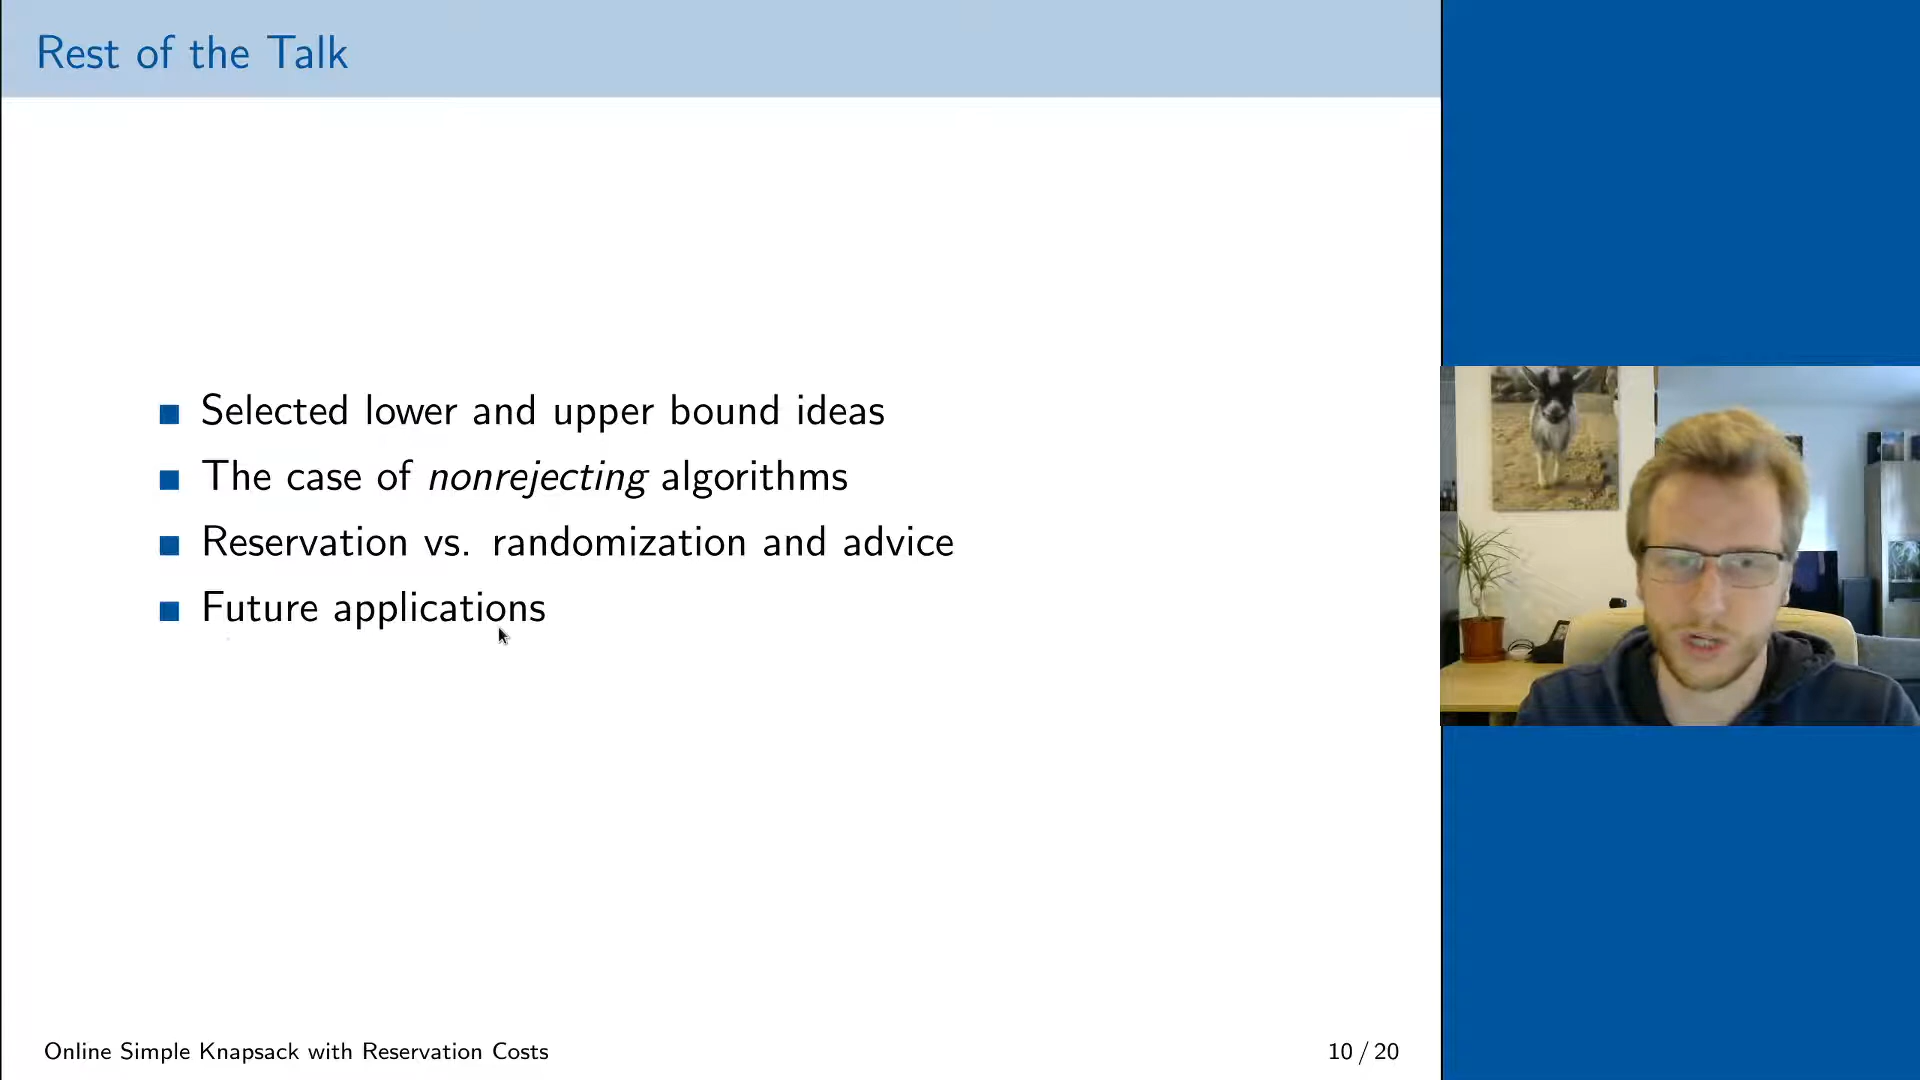 Rest of the Talk
Selected lower and upper bound ideas
The case of nonrejecting algorithms
Reservation vs. randomization and advice
Future applications
Online Simple Knapsack with Reservation Costs
10 / 20